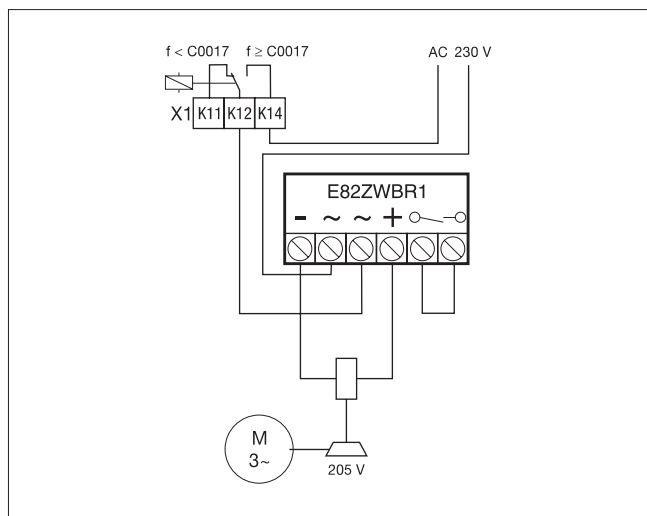 f < C0017 f ≥ C0017 AC 230 V
X1 K11 K12 K14
E82ZWBR1
- ~ ~ +
M
3~
205 V